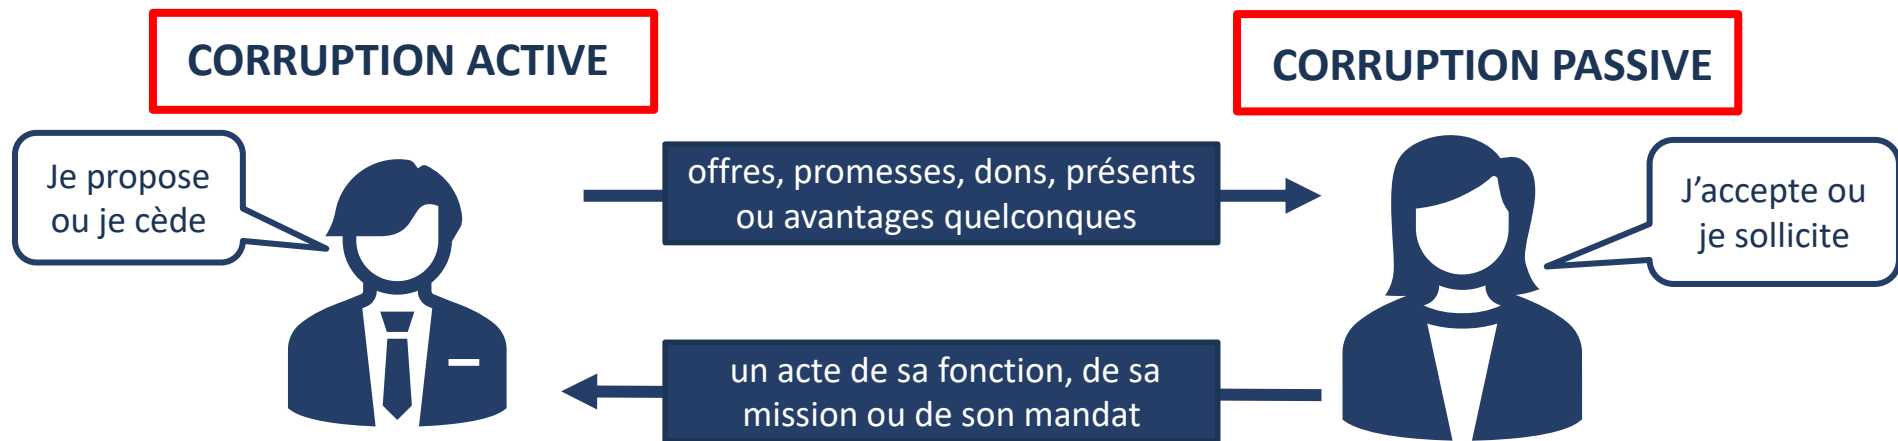 CORRUPTION ACTIVE
CORRUPTION PASSIVE
Je propose
ou je cède
offres, promesses, dons, présents
ou avantages quelconques
J’accepte ou
je sollicite
un acte de sa fonction, de sa
mission ou de son mandat